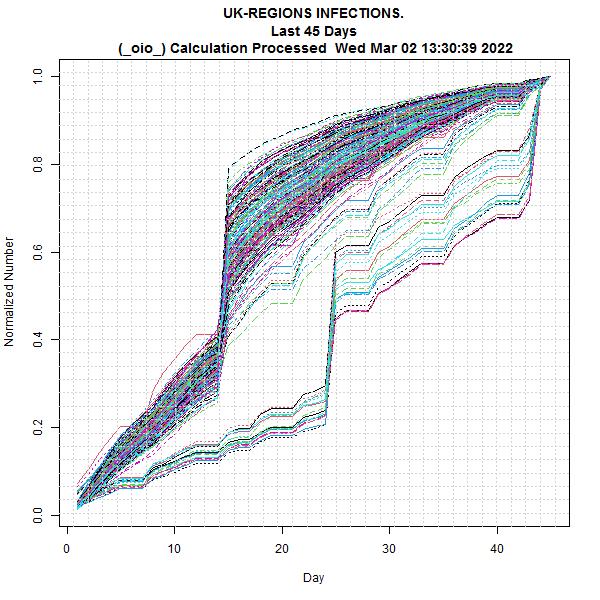 UK-REGIONS INFECTIONS.
Last 45 Days
(_oio_) Calculation Processed  Wed Mar 02 13:30:39 2022
Normalized Number
1.0
0.8
0.6
0.4
0.2
0.0
0 10 20 30 40
Day